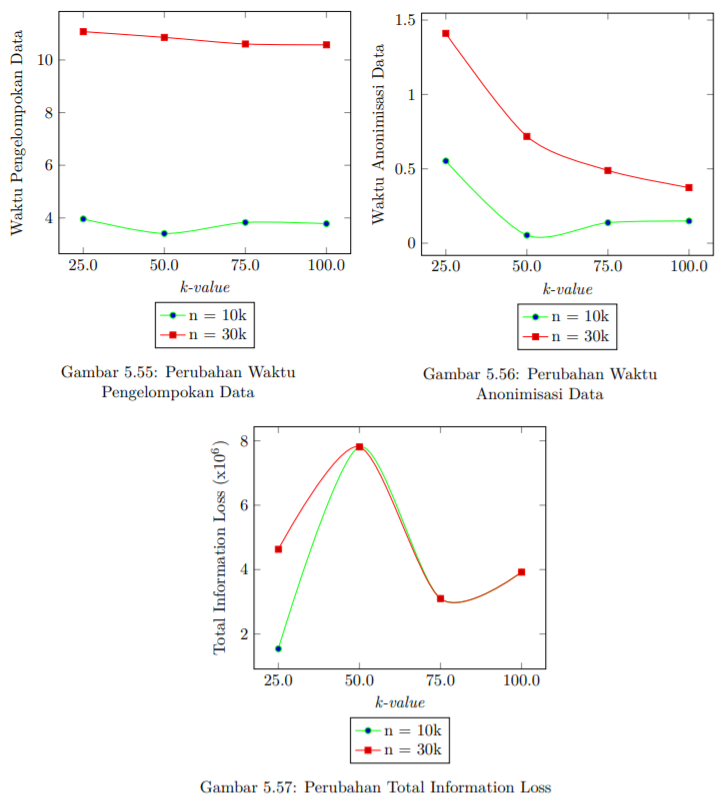 Waktu Pengelompokan Data
10
8
6
4
25.0 50.0 75.0 100.0
k-value
n = 10k
n = 30k
Gambar 5.55: Perubahan Waktu
Pengelompokan Data
Waktu Anonimisasi Data
1.5
1
0.5
0
25.0 50.0 75.0 100.0
k-value
n = 10k
n = 30k
Gambar 5.56: Perubahan Waktu
Anonimisasi Data
Total Information Loss (x10⁶)
8
6
4
2
25.0 50.0 75.0 100.0
k-value
n = 10k
n = 30k
Gambar 5.57: Perubahan Total Information Loss